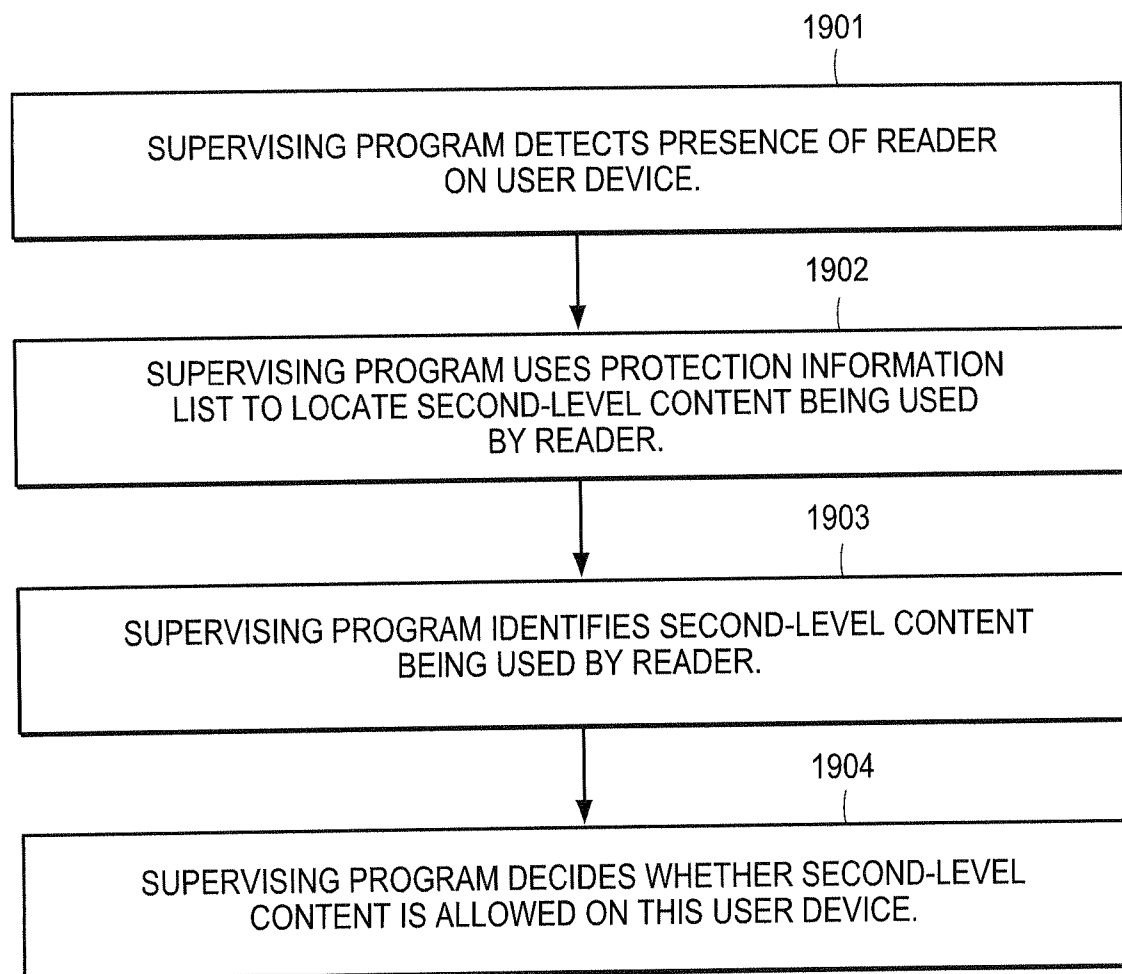 1901
SUPERVISING PROGRAM DETECTS PRESENCE OF READER
ON USER DEVICE.
1902
SUPERVISING PROGRAM USES PROTECTION INFORMATION
LIST TO LOCATE SECOND-LEVEL CONTENT BEING USED
BY READER.
1903
SUPERVISING PROGRAM IDENTIFIES SECOND-LEVEL CONTENT
BEING USED BY READER.
1904
SUPERVISING PROGRAM DECIDES WHETHER SECOND-LEVEL
CONTENT IS ALLOWED ON THIS USER DEVICE.